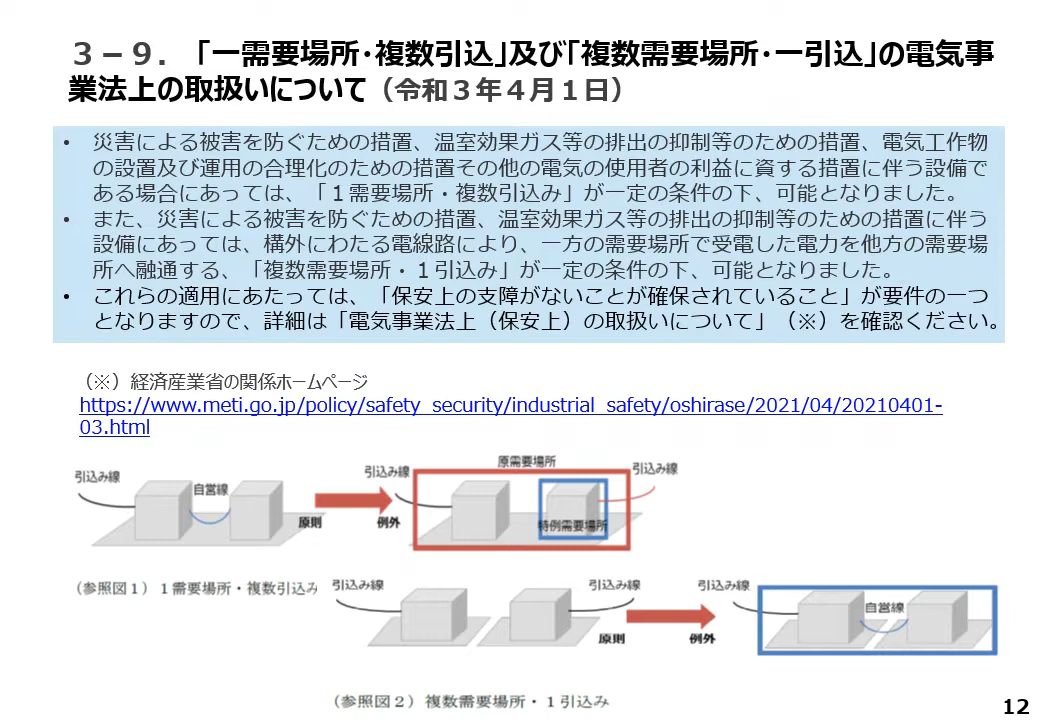 ３－９．「一需要場所・複数引込」及び「複数需要場所・一引込」の電気事
業法上の取扱いについて（令和３年４月１日）
• 災害による被害を防ぐための措置、温室効果ガス等の排出の抑制等のための措置、電気工作物
の設置及び運用の合理化のための措置その他の電気の使用者の利益に資する措置に伴う設備で
ある場合にあっては、「１需要場所・複数引込み」が一定の条件の下、可能となりました。
• また、災害による被害を防ぐための措置、温室効果ガス等の排出の抑制等のための措置に伴う
設備にあっては、構外にわたる電線路により、一方の需要場所で受電した電力を他方の需要場
所へ融通する、「複数需要場所・１引込み」が一定の条件の下、可能となりました。
• これらの適用にあたっては、「保安上の支障がないことが確保されていること」が要件の一つ
となりますので、詳細は「電気事業法上（保安上）の取扱いについて」（※）を確認ください。
（※）経済産業省の関係ホームページ
https://www.meti.go.jp/policy/safety_security/industrial_safety/oshirase/2021/04/20210401-
03.html
引込み線
自営線
原則
例外
引込み線
原需要場所
引込み線
特例需要場所
（参照図１）１需要場所・複数引込み
引込み線
引込み線
原則
例外
引込み線
自営線
（参照図２）複数需要場所・１引込み
12